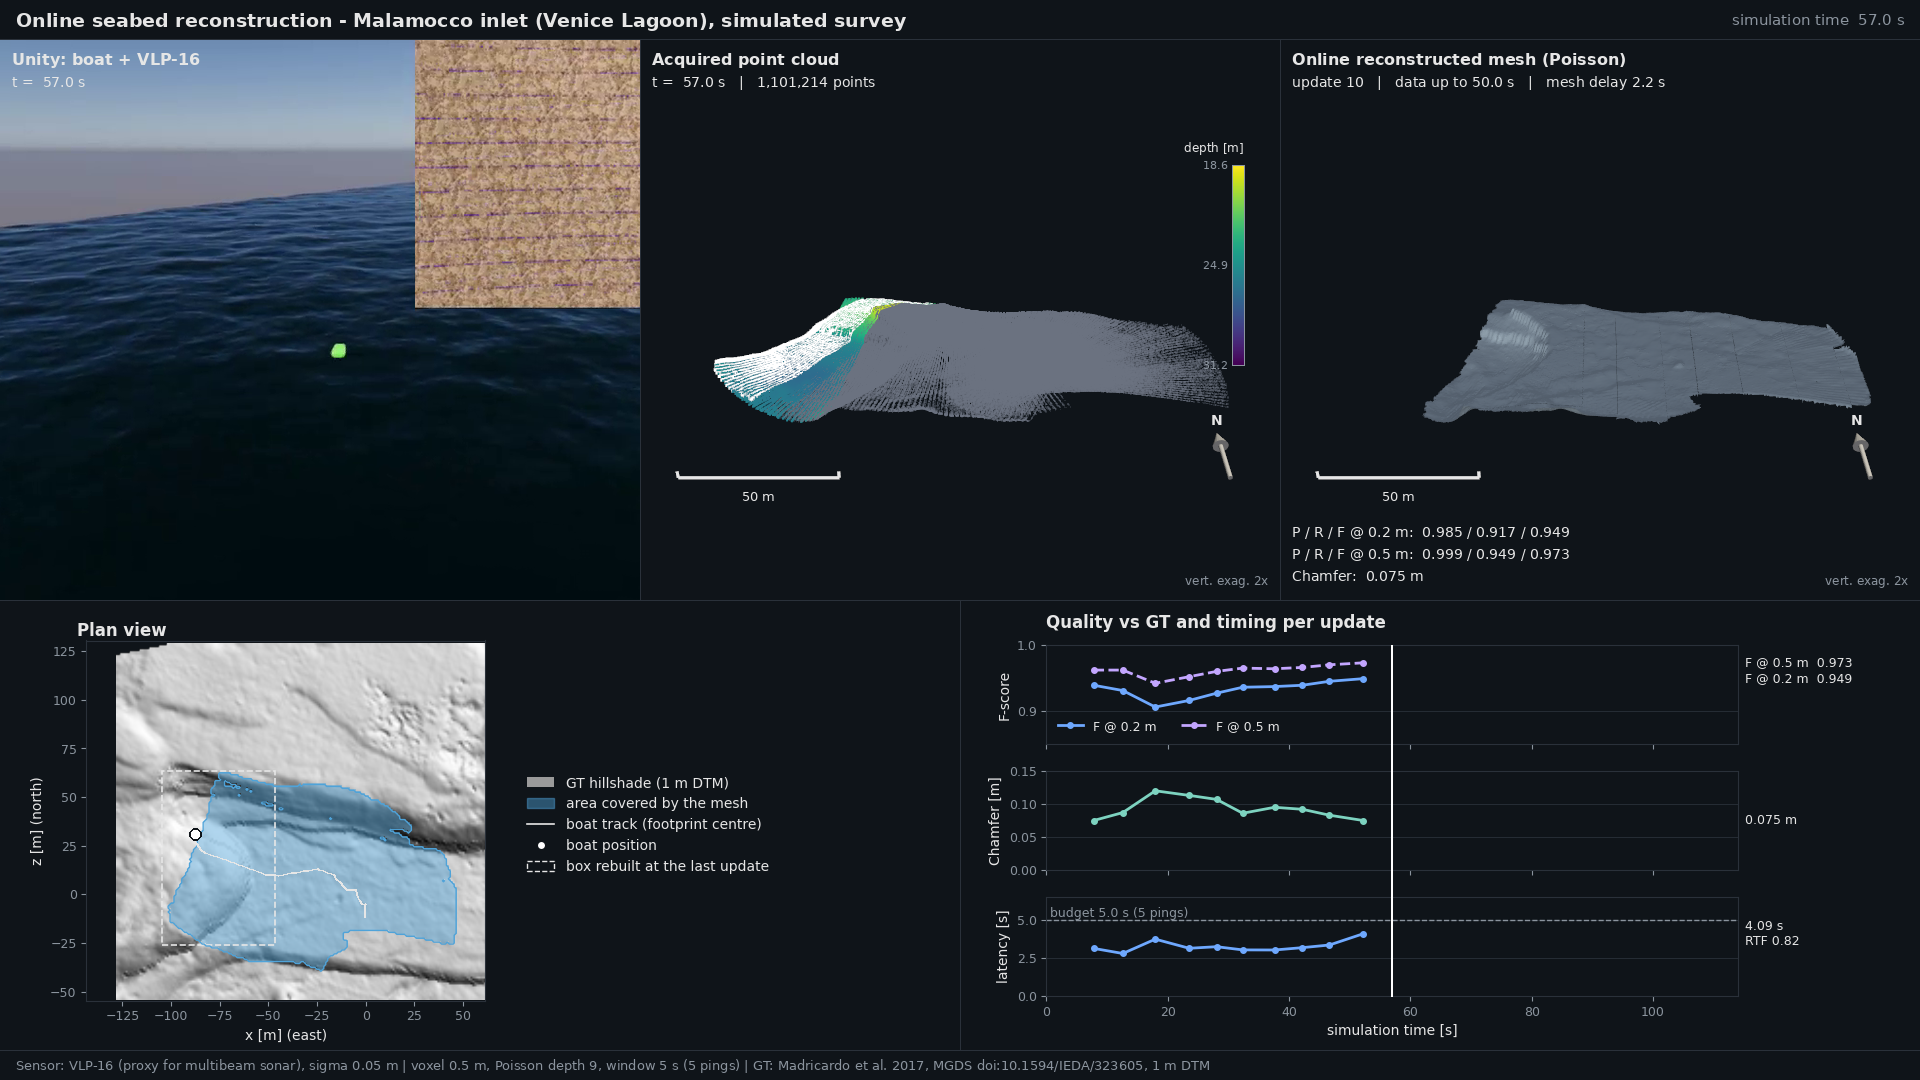 Online seabed reconstruction - Malamocco inlet (Venice Lagoon), simulated survey
simulation time  57.0 s
Unity: boat + VLP-16
t =  57.0 s
Acquired point cloud
t =  57.0 s   |   1,101,214 points
depth [m]
18.6
24.9
31.2
N
50 m
vert. exag. 2x
Online reconstructed mesh (Poisson)
update 10   |   data up to 50.0 s   |   mesh delay 2.2 s
N
50 m
P / R / F @ 0.2 m:  0.985 / 0.917 / 0.949
P / R / F @ 0.5 m:  0.999 / 0.949 / 0.973
Chamfer:  0.075 m
vert. exag. 2x
Plan view
z [m] (north)
125
100
75
50
25
0
−25
−50
−125 −100 −75 −50 −25 0 25 50
x [m] (east)
GT hillshade (1 m DTM)
area covered by the mesh
boat track (footprint centre)
boat position
box rebuilt at the last update
Quality vs GT and timing per update
F-score
1.0
0.9
F @ 0.2 m
F @ 0.5 m
F @ 0.5 m  0.973
F @ 0.2 m  0.949
Chamfer [m]
0.15
0.10
0.05
0.00
0.075 m
latency [s]
5.0
2.5
0.0
budget 5.0 s (5 pings)
4.09 s
RTF 0.82
0 20 40 60 80 100
simulation time [s]
Sensor: VLP-16 (proxy for multibeam sonar), sigma 0.05 m | voxel 0.5 m, Poisson depth 9, window 5 s (5 pings) | GT: Madricardo et al. 2017, MGDS doi:10.1594/IEDA/323605, 1 m DTM